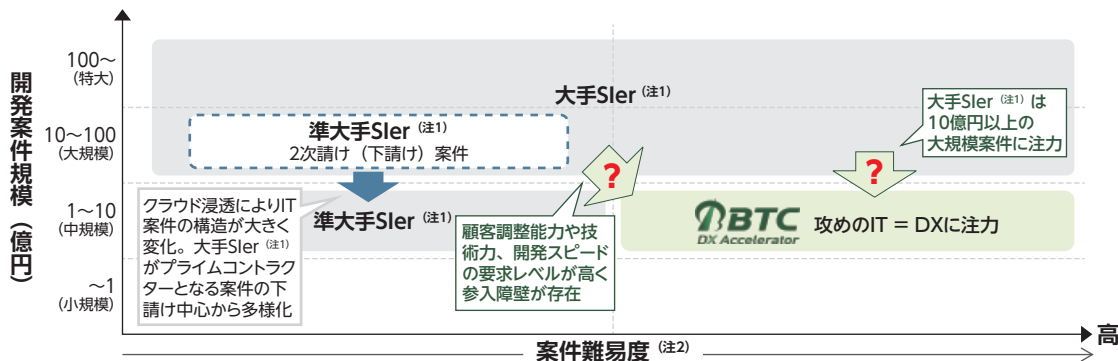 開発案件規模（億円）
100～
(特大)
10～100
(大規模)
1～10
(中規模)
～1
(小規模)
大手SIer (注1)
準大手SIer (注1)
2次請け（下請け）案件
大手SIer (注1) は
10億円以上の
大規模案件に注力
?
?
クラウド浸透によりIT
案件の構造が大きく
変化。大手SIer (注1)
がプライムコントラク
ターとなる案件の下
請け中心から多様化
準大手SIer (注1)
顧客調整能力や技
術力、開発スピード
の要求レベルが高く
参入障壁が存在
BTC
DX Accelerator
攻めのIT = DXに注力
高
案件難易度 (注2)